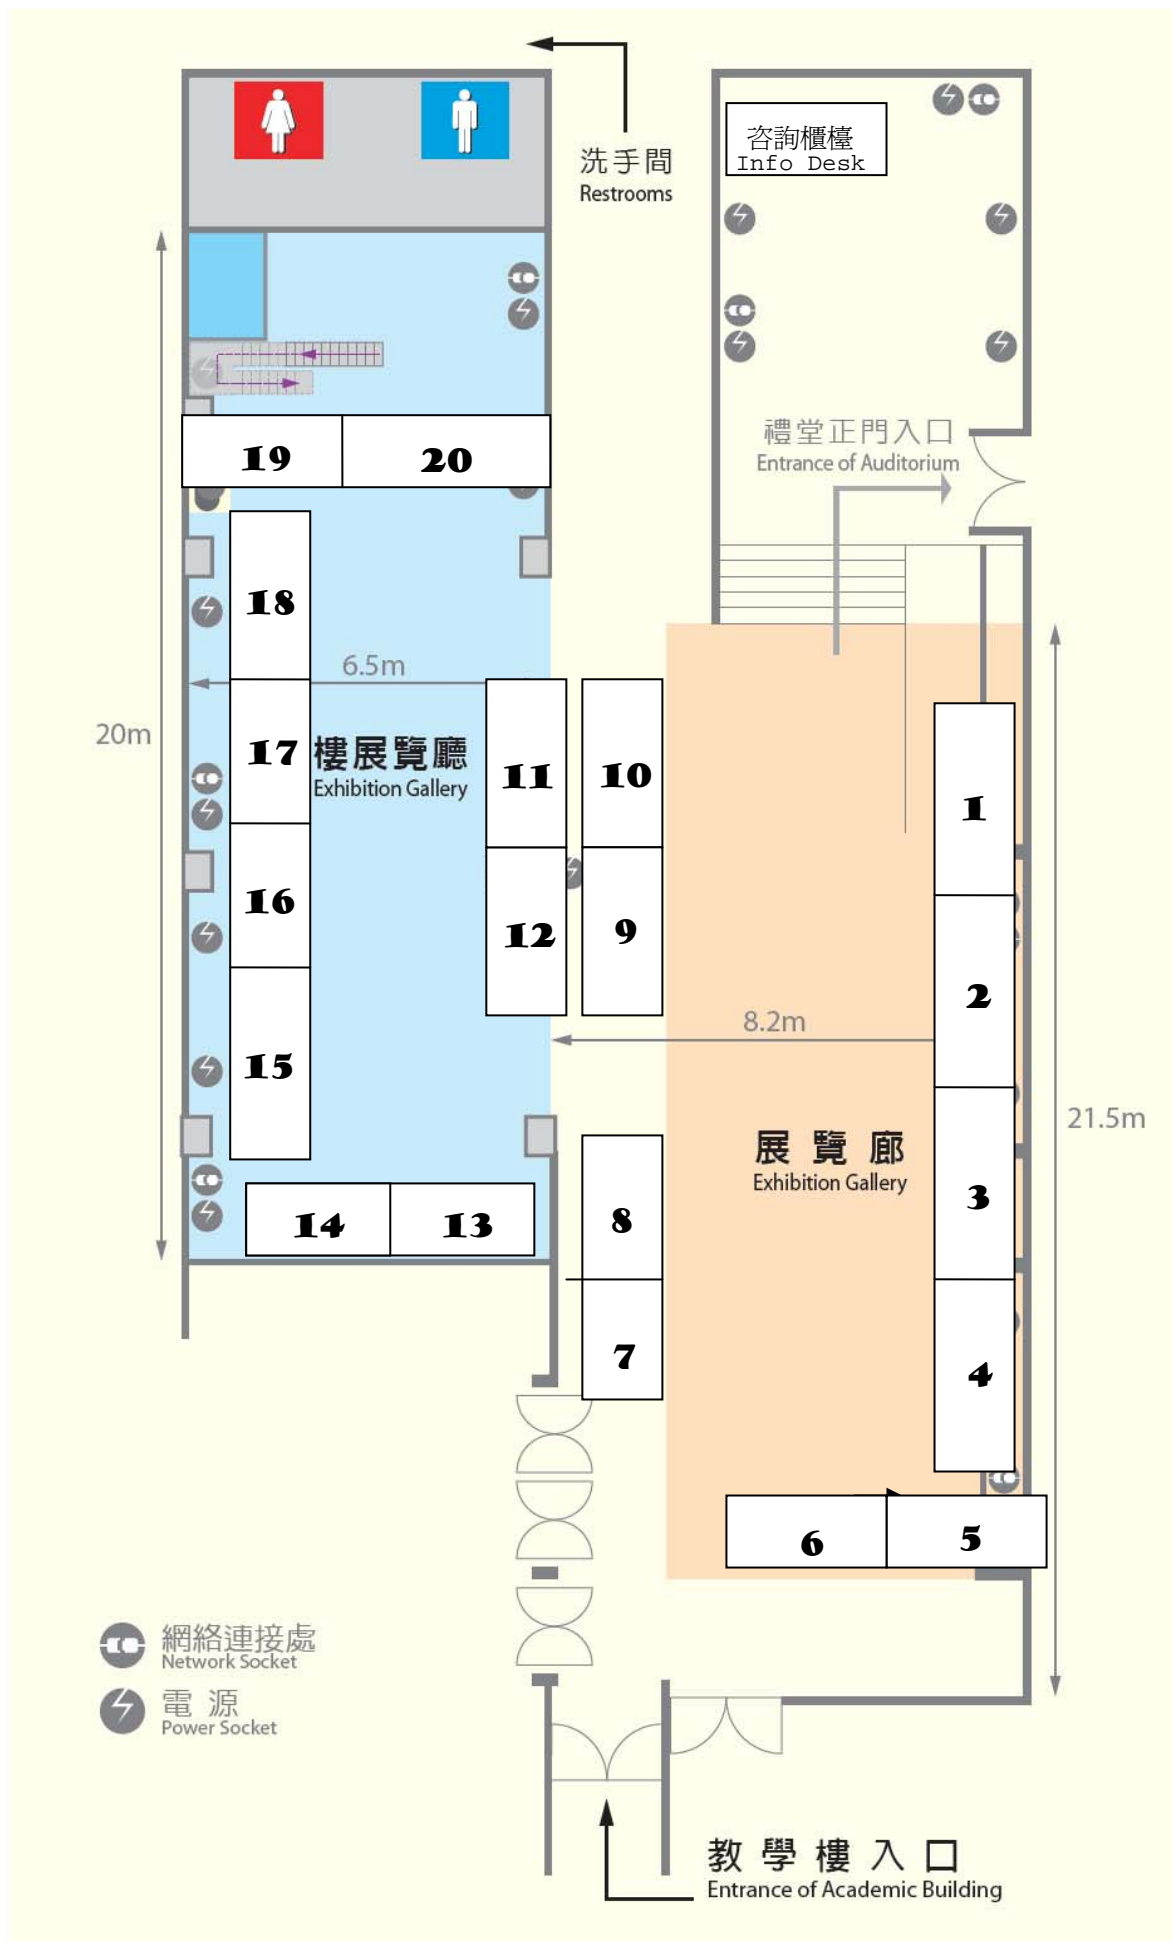 洗手間
Restrooms
咨詢櫃檯
Info Desk
禮堂正門入口
Entrance of Auditorium
19
20
18
6.5m
20m
17
樓展覽廳
Exhibition Gallery
11
10
1
16
12
9
2
8.2m
15
21.5m
展覽廊
Exhibition Gallery
3
14
13
8
7
4
6
5
網絡連接處
Network Socket
電源
Power Socket
教學樓入口
Entrance of Academic Building